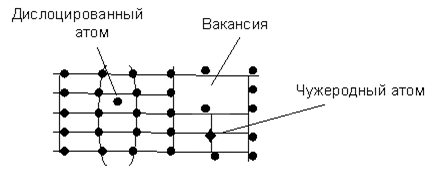 Дислоцированный
атом
Вакансия
Чужеродный атом